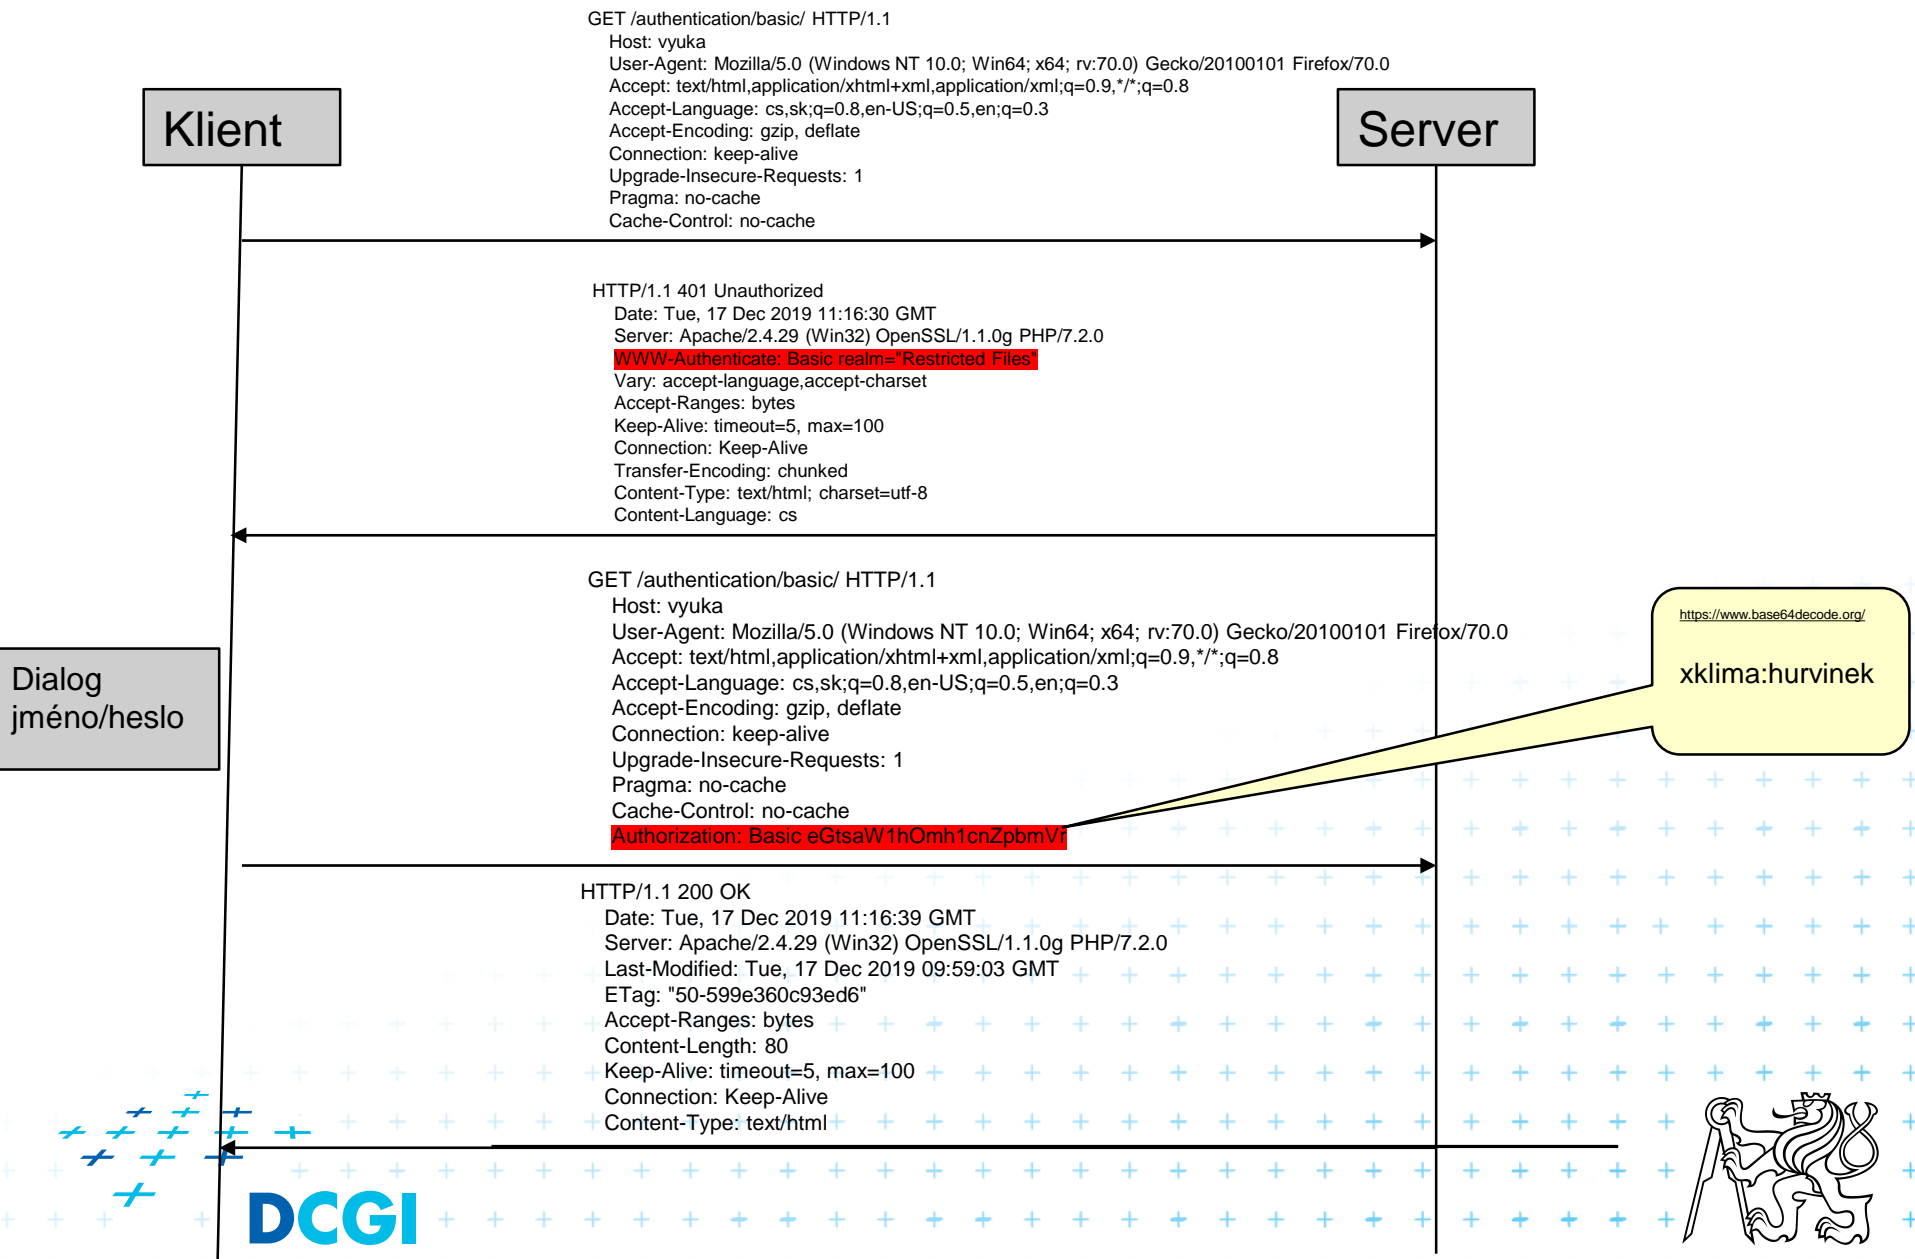 GET /authentication/basic/ HTTP/1.1
Host: vyuka
User-Agent: Mozilla/5.0 (Windows NT 10.0; Win64; x64; rv:70.0) Gecko/20100101 Firefox/70.0
Accept: text/html,application/xhtml+xml,application/xml;q=0.9,*/*;q=0.8
Accept-Language: cs,sk;q=0.8,en-US;q=0.5,en;q=0.3
Accept-Encoding: gzip, deflate
Connection: keep-alive
Upgrade-Insecure-Requests: 1
Pragma: no-cache
Cache-Control: no-cache
Klient
Server
HTTP/1.1 401 Unauthorized
Date: Tue, 17 Dec 2019 11:16:30 GMT
Server: Apache/2.4.29 (Win32) OpenSSL/1.1.0g PHP/7.2.0
WWW-Authenticate: Basic realm="Restricted Files"
Vary: accept-language,accept-charset
Accept-Ranges: bytes
Keep-Alive: timeout=5, max=100
Connection: Keep-Alive
Transfer-Encoding: chunked
Content-Type: text/html; charset=utf-8
Content-Language: cs
GET /authentication/basic/ HTTP/1.1
Host: vyuka
User-Agent: Mozilla/5.0 (Windows NT 10.0; Win64; x64; rv:70.0) Gecko/20100101 Firefox/70.0
Accept: text/html,application/xhtml+xml,application/xml;q=0.9,*/*;q=0.8
Accept-Language: cs,sk;q=0.8,en-US;q=0.5,en;q=0.3
Accept-Encoding: gzip, deflate
Connection: keep-alive
Upgrade-Insecure-Requests: 1
Pragma: no-cache
Cache-Control: no-cache
Authorization: Basic eGtsaW1hOmh1cnZpbmVr
https://www.base64decode.org/
xklima:hurvinek
Dialog
jméno/heslo
HTTP/1.1 200 OK
Date: Tue, 17 Dec 2019 11:16:39 GMT
Server: Apache/2.4.29 (Win32) OpenSSL/1.1.0g PHP/7.2.0
Last-Modified: Tue, 17 Dec 2019 09:59:03 GMT
ETag: "50-599e360c93ed6"
Accept-Ranges: bytes
Content-Length: 80
Keep-Alive: timeout=5, max=100
Connection: Keep-Alive
Content-Type: text/html
DCGI